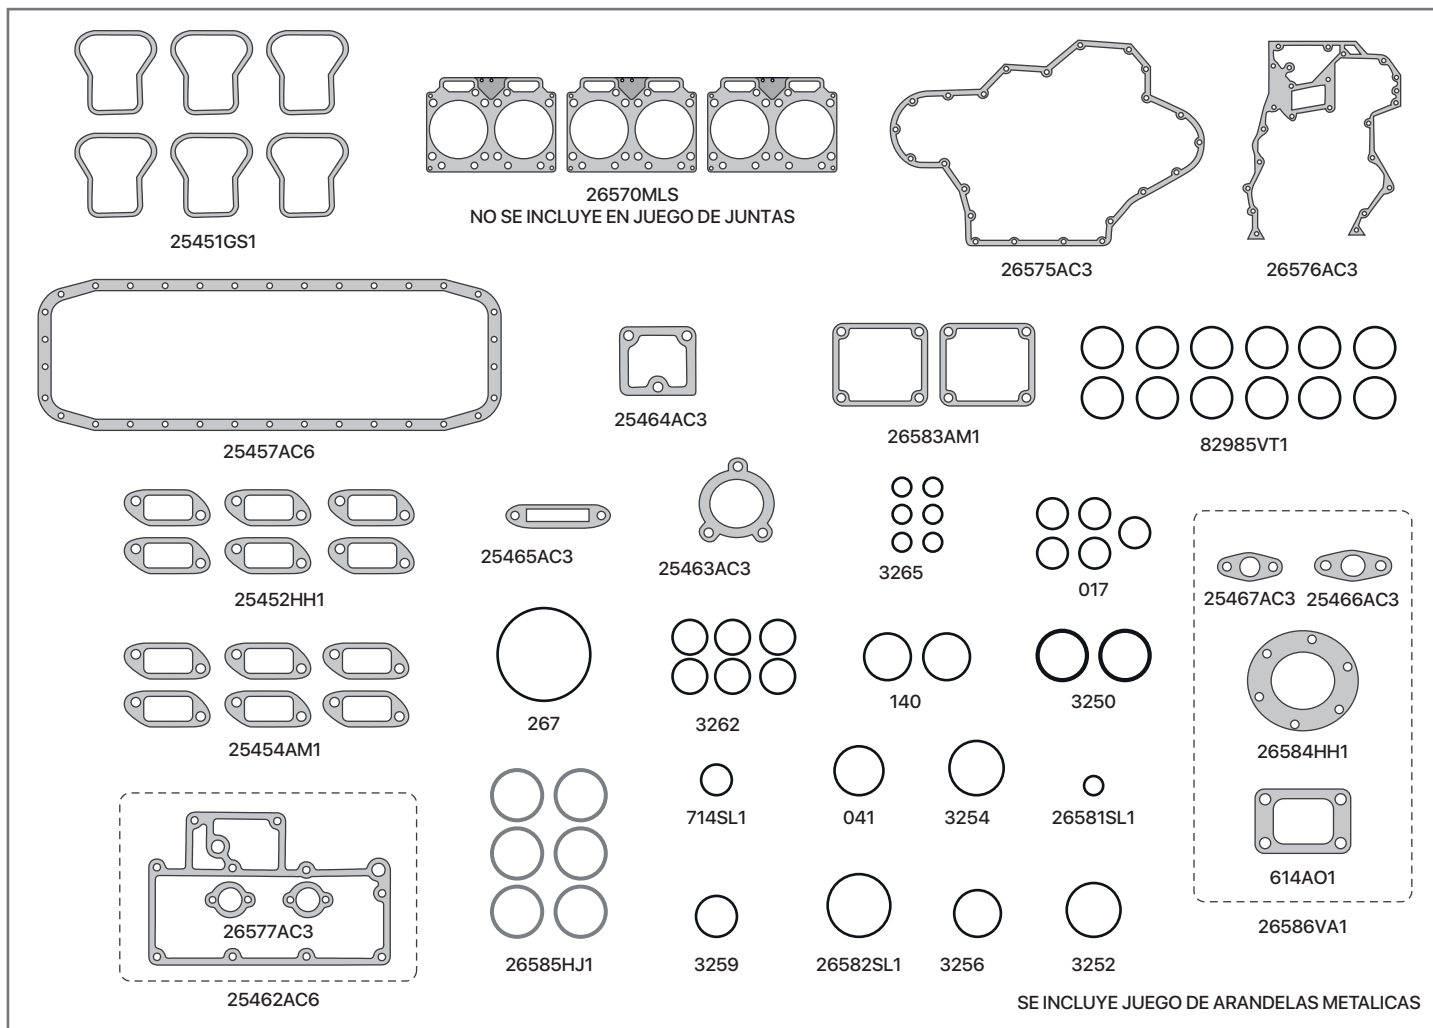 25451GS1
26570MLS
NO SE INCLUYE EN JUEGO DE JUNTAS
26575AC3
26576AC3
25457AC6
25464AC3
26583AM1
82985VT1
25452HH1
25465AC3
25463AC3
3265
017
25467AC3
25466AC3
25454AM1
267
3262
140
3250
26584HH1
714SL1
041
3254
26581SL1
614AO1
26577AC3
25462AC6
26585HJ1
3259
26582SL1
3256
3252
26586VA1
SE INCLUYE JUEGO DE ARANDELAS METALICAS